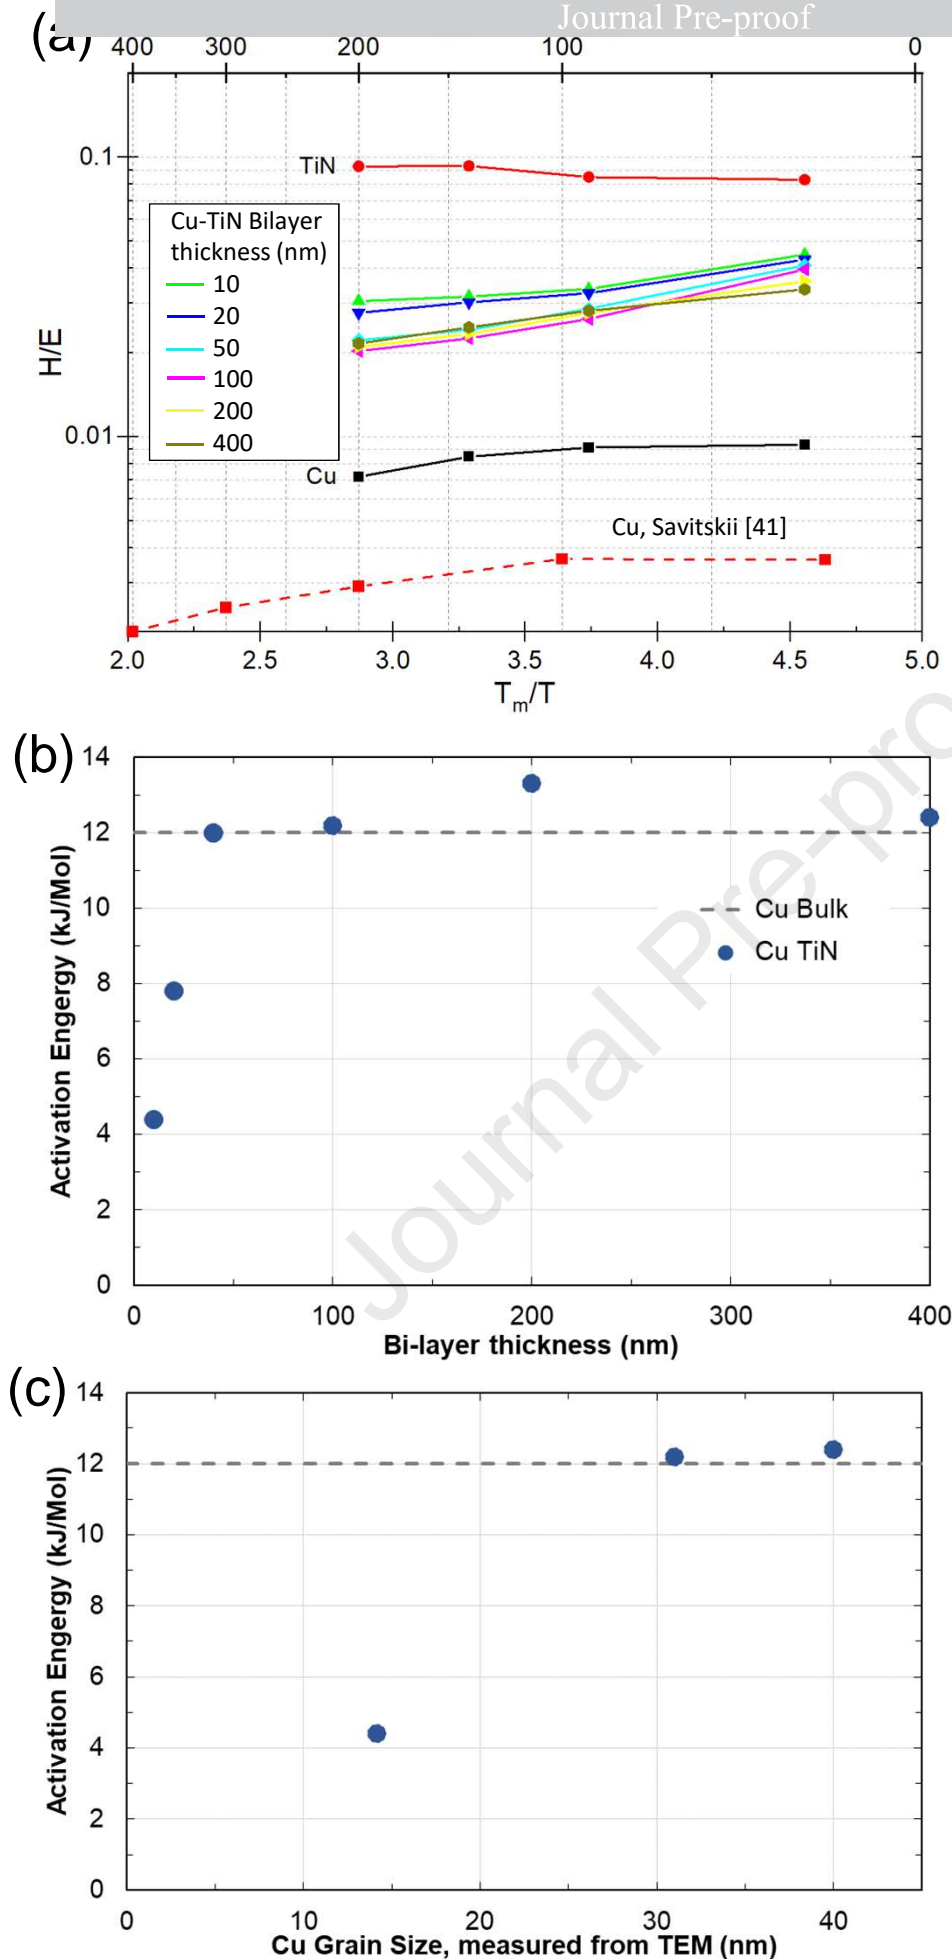 Journal Pre-proof
(a)
400 300 200 100 0
0.1
TiN
Cu-TiN Bilayer
thickness (nm)
10
20
50
100
200
400
H/E
0.01
Cu
Cu, Savitskii [41]
2.0 2.5 3.0 3.5 4.0 4.5 5.0
Tm/T
(b)
14
12
10
8
6
4
2
0
Activation Engergy (kJ/Mol)
Cu Bulk
Cu TiN
0 100 200 300 400
Bi-layer thickness (nm)
Journal Pre-pro
(c)
14
12
10
8
6
4
2
0
Activation Engergy (kJ/Mol)
0 10 20 30 40
Cu Grain Size, measured from TEM (nm)